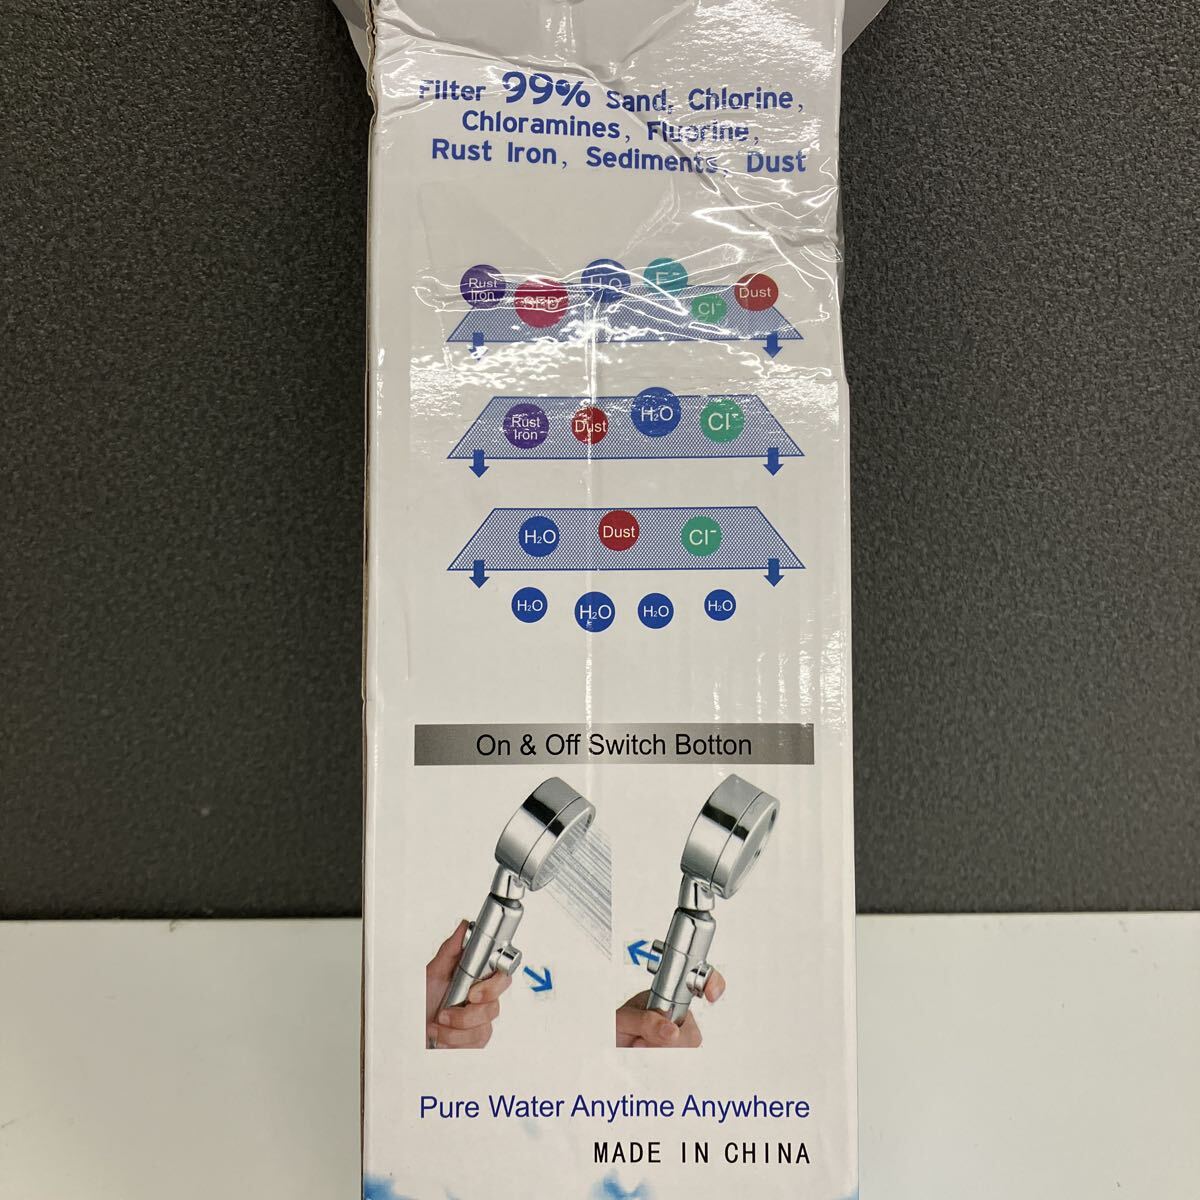 Filter 99% Sand, Chlorine,
Chloramines, Fluorine,
Rust Iron, Sediments, Dust
Rust
Iron
SED
H₂O
F⁻
Cl⁻
Dust
Rust
Iron
Dust
H₂O
Cl⁻
H₂O
Dust
Cl⁻
H₂O
H₂O
H₂O
H₂O
On & Off Switch Botton
Pure Water Anytime Anywhere
MADE IN CHINA